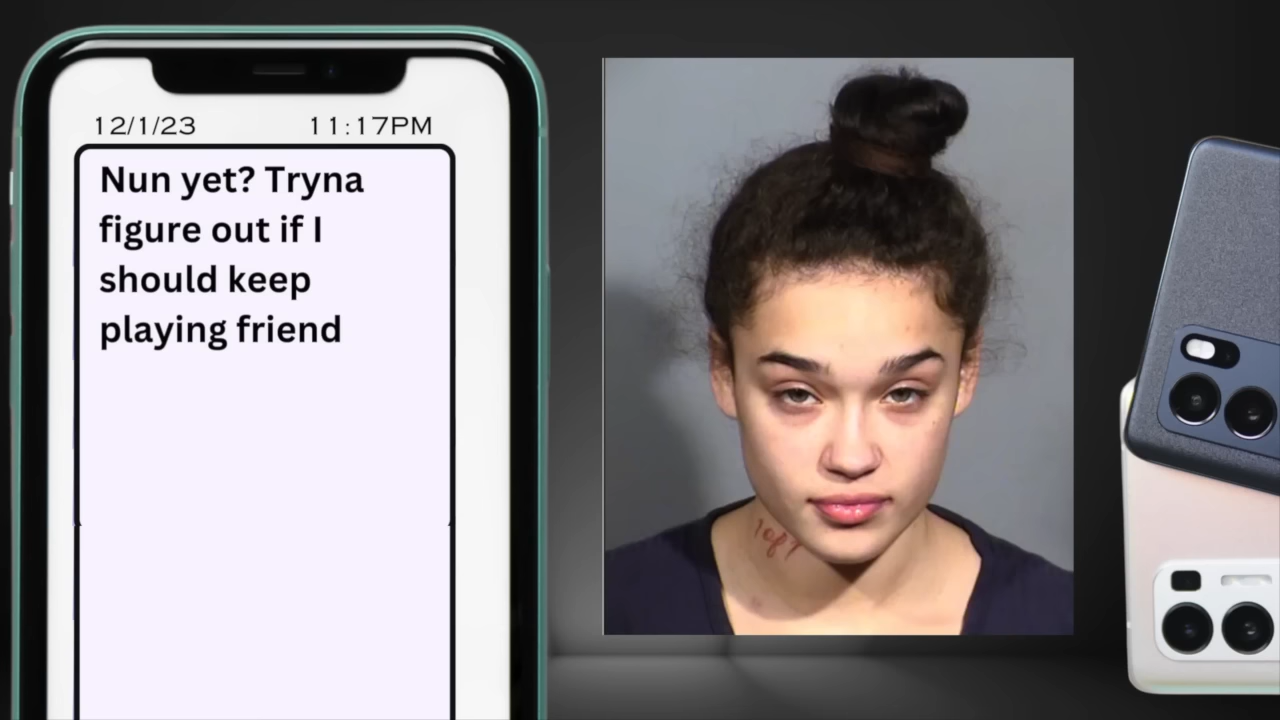 12/1/23 11:17PM
Nun yet? Tryna
figure out if I
should keep
playing friend